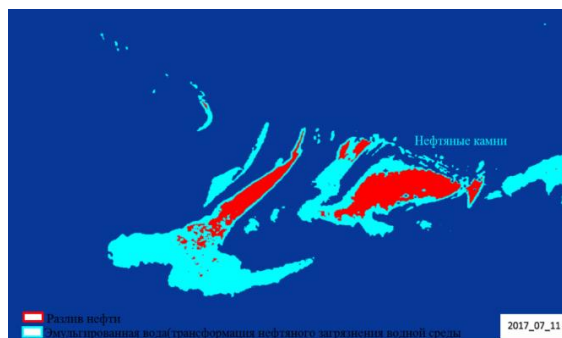 Нефтяные камни
Разлив нефти
Эмульгированная вода(трансформация нефтяного загрязнения водной среды
2017_07_11